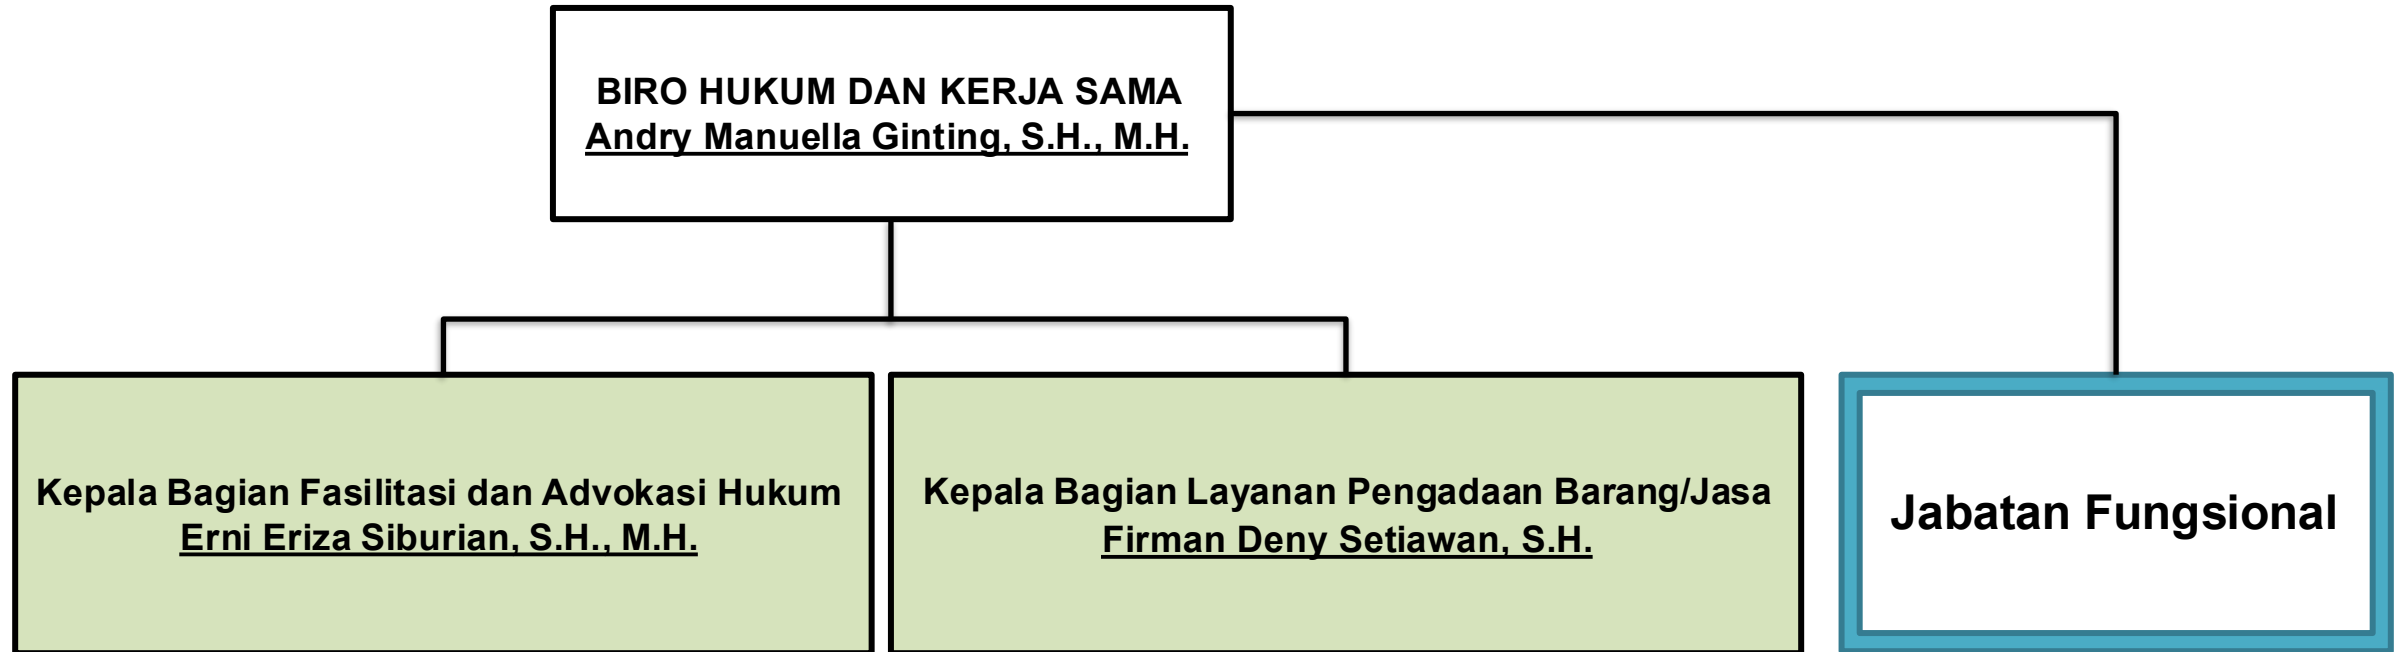 BIRO HUKUM DAN KERJA SAMA
Andry Manuella Ginting, S.H., M.H.
Kepala Bagian Fasilitasi dan Advokasi Hukum
Erni Eriza Siburian, S.H., M.H.
Kepala Bagian Layanan Pengadaan Barang/Jasa
Firman Deny Setiawan, S.H.
Jabatan Fungsional